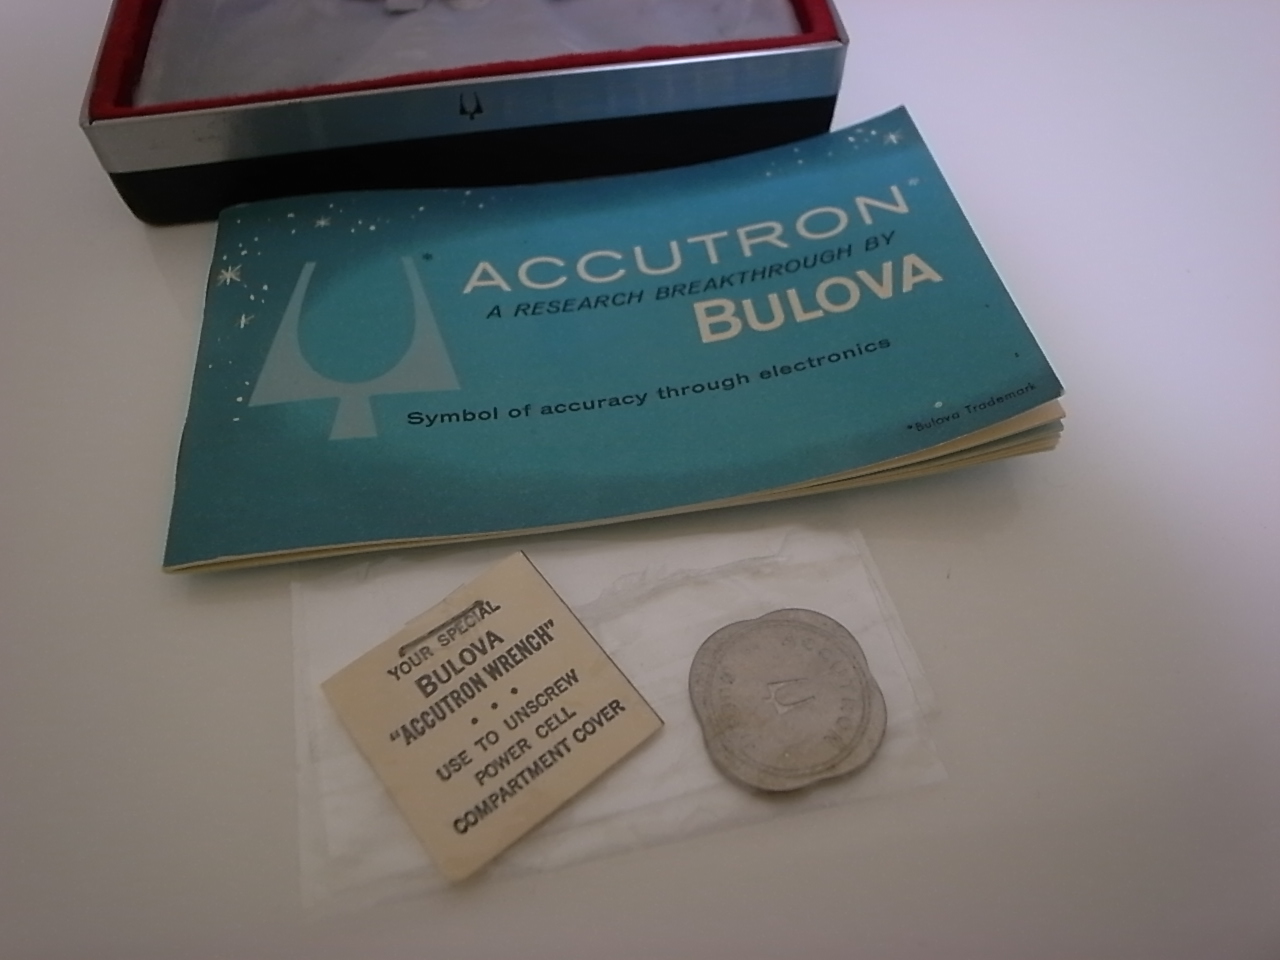 ACCUTRON
*
A RESEARCH BREAKTHROUGH BY
BULOVA
Symbol of accuracy through electronics
*Bulova Trademark
YOUR SPECIAL
BULOVA
"ACCUTRON WRENCH"
• • •
USE TO UNSCREW
POWER CELL
COMPARTMENT COVER
ACCUTRON